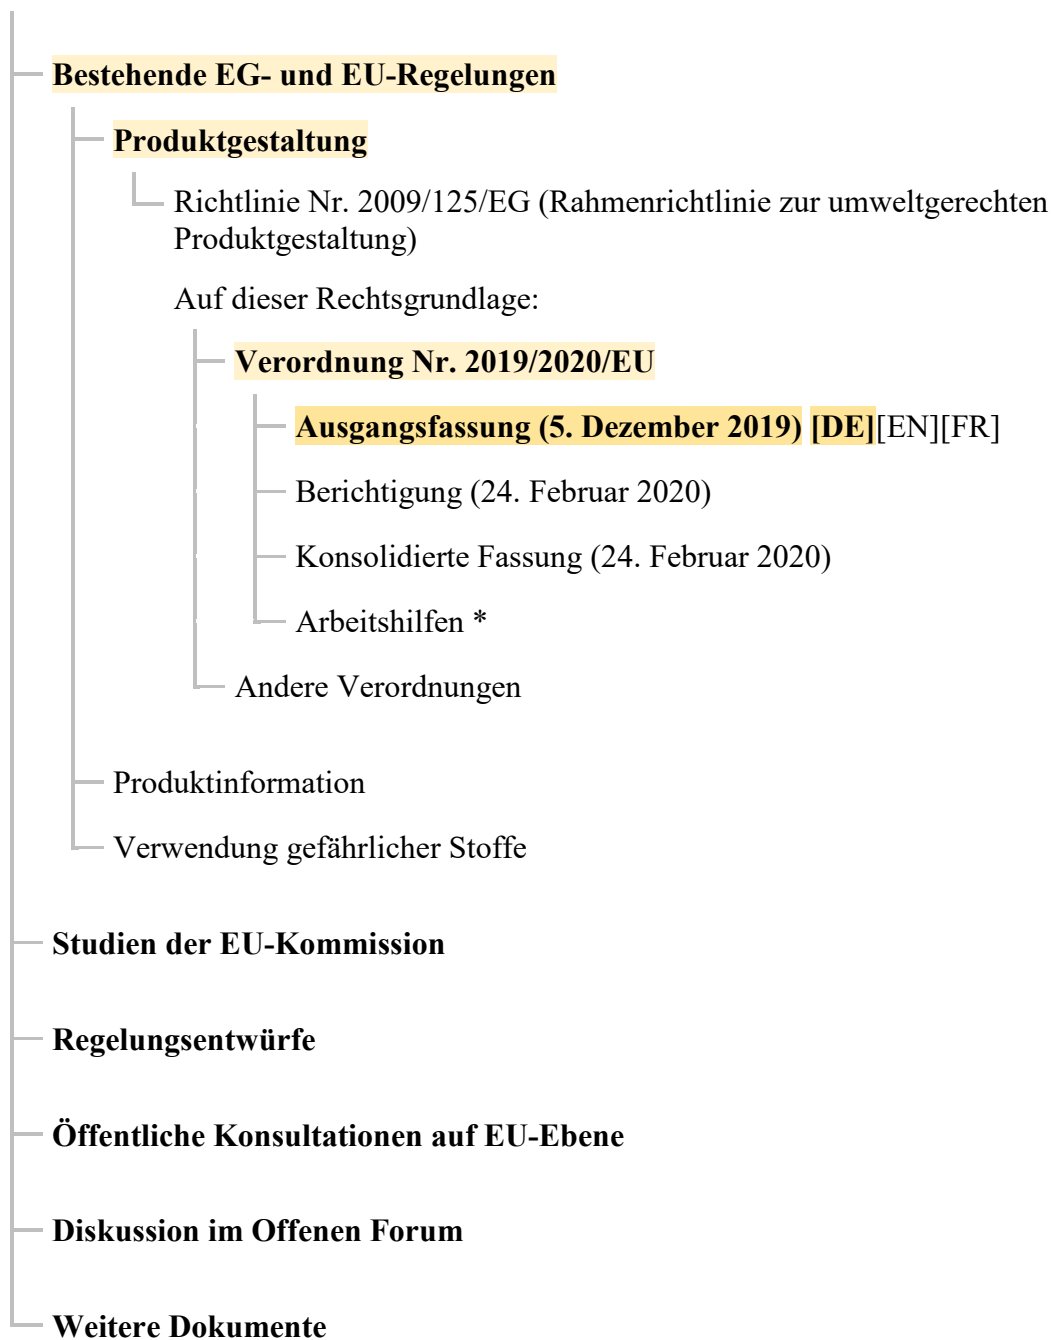 Bestehende EG- und EU-Regelungen
Produktgestaltung
Richtlinie Nr. 2009/125/EG (Rahmenrichtlinie zur umweltgerechten
Produktgestaltung)
Auf dieser Rechtsgrundlage:
Verordnung Nr. 2019/2020/EU
Ausgangsfassung (5. Dezember 2019) [DE][EN][FR]
Berichtigung (24. Februar 2020)
Konsolidierte Fassung (24. Februar 2020)
Arbeitshilfen *
Andere Verordnungen
Produktinformation
Verwendung gefährlicher Stoffe
Studien der EU-Kommission
Regelungsentwürfe
Öffentliche Konsultationen auf EU-Ebene
Diskussion im Offenen Forum
Weitere Dokumente